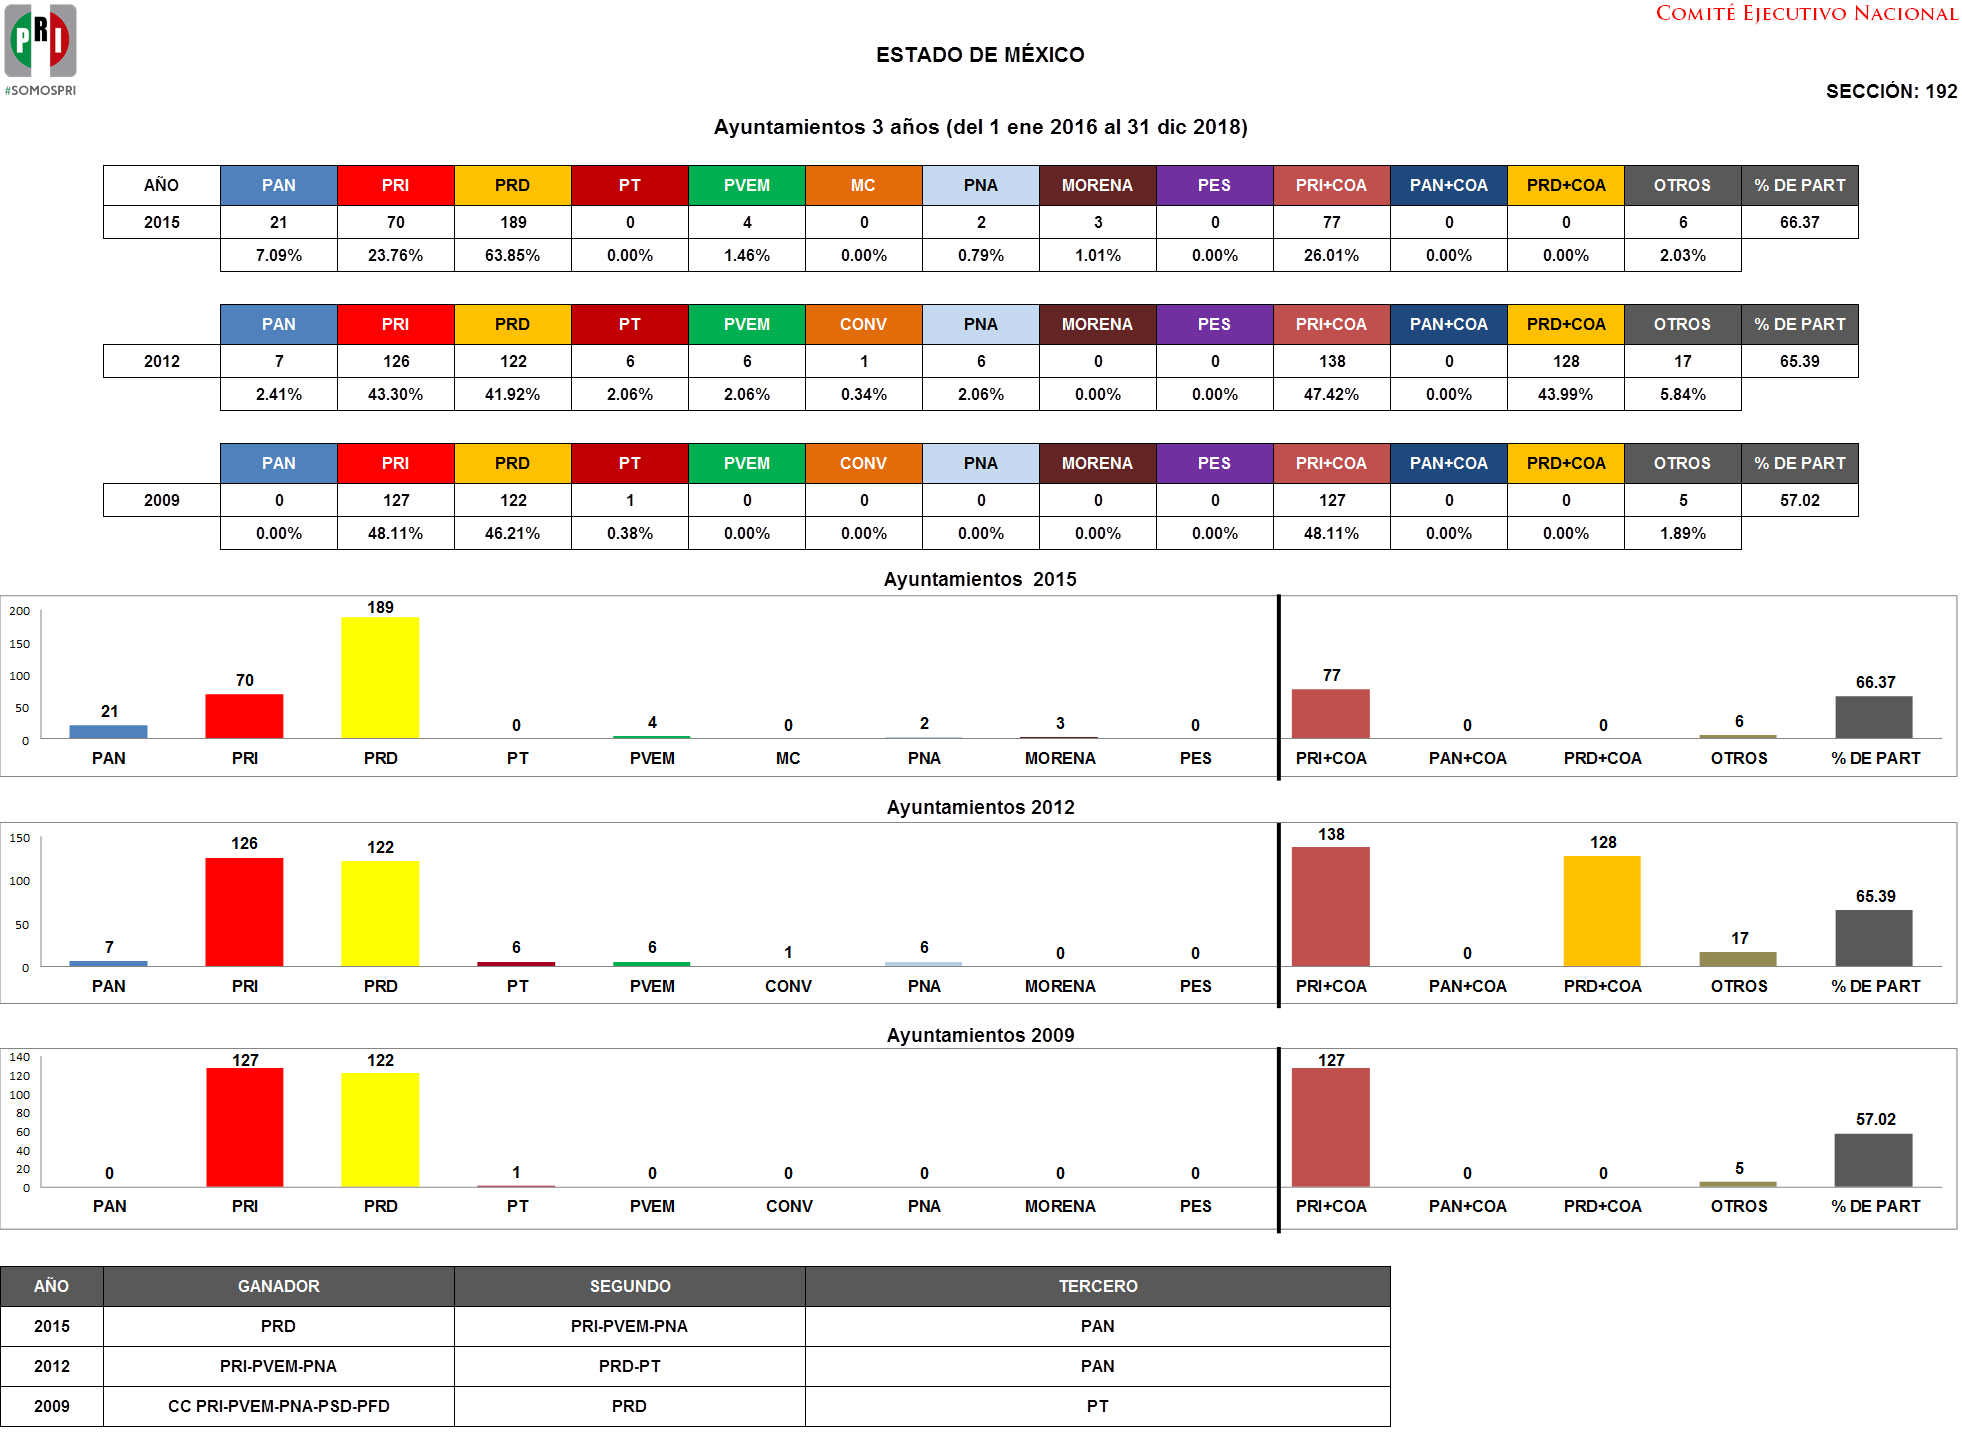 COMITÉ EJECUTIVO NACIONAL
PRI
#SOMOSPRI
ESTADO DE MÉXICO
SECCIÓN: 192
Ayuntamientos 3 años (del 1 ene 2016 al 31 dic 2018)
AÑO PAN PRI PRD PT PVEM MC PNA MORENA PES PRI+COA PAN+COA PRD+COA OTROS % DE PART
2015 21 70 189 0 4 0 2 3 0 77 0 0 6 66.37
7.09% 23.76% 63.85% 0.00% 1.46% 0.00% 0.79% 1.01% 0.00% 26.01% 0.00% 0.00% 2.03%
PAN PRI PRD PT PVEM CONV PNA MORENA PES PRI+COA PAN+COA PRD+COA OTROS % DE PART
2012 7 126 122 6 6 1 6 0 0 138 0 128 17 65.39
2.41% 43.30% 41.92% 2.06% 2.06% 0.34% 2.06% 0.00% 0.00% 47.42% 0.00% 43.99% 5.84%
PAN PRI PRD PT PVEM CONV PNA MORENA PES PRI+COA PAN+COA PRD+COA OTROS % DE PART
2009 0 127 122 1 0 0 0 0 0 127 0 0 5 57.02
0.00% 48.11% 46.21% 0.38% 0.00% 0.00% 0.00% 0.00% 0.00% 48.11% 0.00% 0.00% 1.89%
Ayuntamientos 2015
200
150
100
50
0
21 70 189 0 4 0 2 3 0 77 0 0 6 66.37
PAN PRI PRD PT PVEM MC PNA MORENA PES PRI+COA PAN+COA PRD+COA OTROS % DE PART
Ayuntamientos 2012
150
100
50
0
7 126 122 6 6 1 6 0 0 138 0 128 17 65.39
PAN PRI PRD PT PVEM CONV PNA MORENA PES PRI+COA PAN+COA PRD+COA OTROS % DE PART
Ayuntamientos 2009
140
120
100
80
60
40
20
0
0 127 122 1 0 0 0 0 0 127 0 0 5 57.02
PAN PRI PRD PT PVEM CONV PNA MORENA PES PRI+COA PAN+COA PRD+COA OTROS % DE PART
AÑO GANADOR SEGUNDO TERCERO
2015 PRD PRI-PVEM-PNA PAN
2012 PRI-PVEM-PNA PRD-PT PAN
2009 CC PRI-PVEM-PNA-PSD-PFD PRD PT